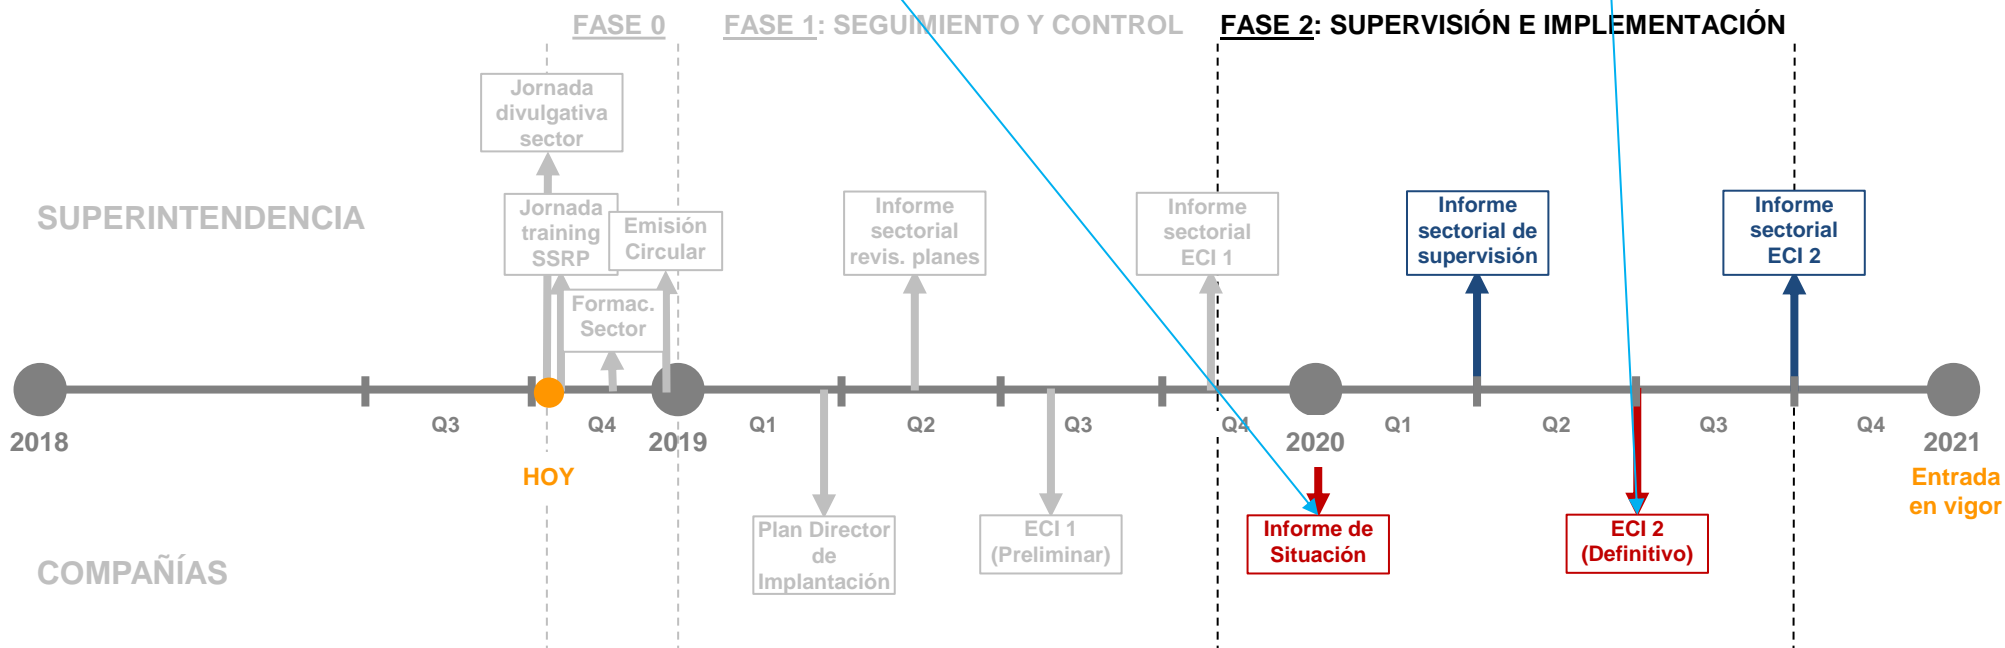 FASE 0
FASE 1: SEGUIMIENTO Y CONTROL
FASE 2: SUPERVISIÓN E IMPLEMENTACIÓN
Jornada
divulgativa
sector
SUPERINTENDENCIA
Jornada
training
SSRP
Emisión
Circular
Formac.
Sector
Informe
sectorial
revis. planes
Informe
sectorial
ECI 1
Informe
sectorial de
supervisión
Informe
sectorial
ECI 2
Q3
Q4
Q1
Q2
Q3
Q4
Q1
Q2
Q3
Q4
2018
2019
2020
2021
HOY
Entrada
en vigor
Plan Director
de
Implantación
ECI 1
(Preliminar)
Informe de
Situación
ECI 2
(Definitivo)
COMPAÑÍAS